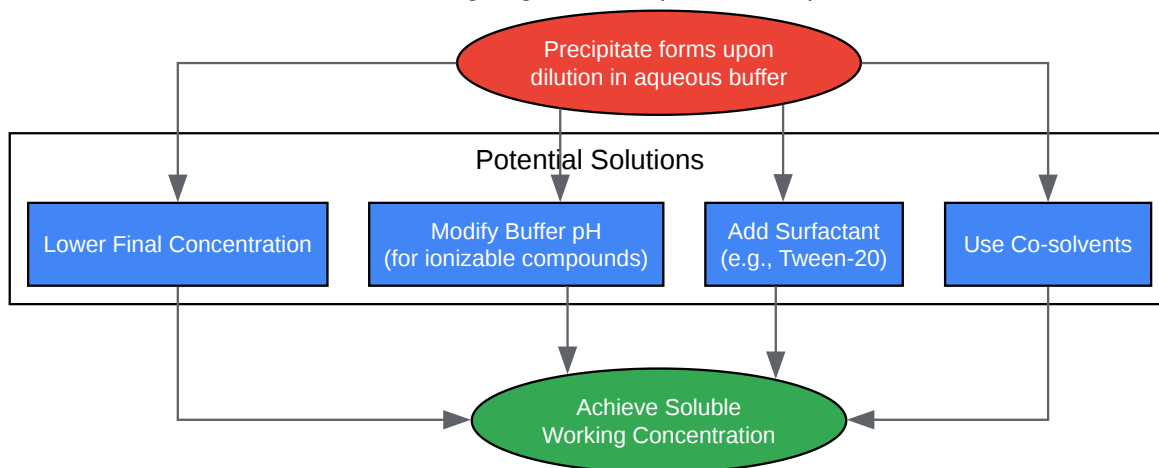 Precipitate forms upon
dilution in aqueous buffer
Potential Solutions
Lower Final Concentration
Modify Buffer pH
(for ionizable compounds)
Add Surfactant
(e.g., Tween-20)
Use Co-solvents
Achieve Soluble
Working Concentration